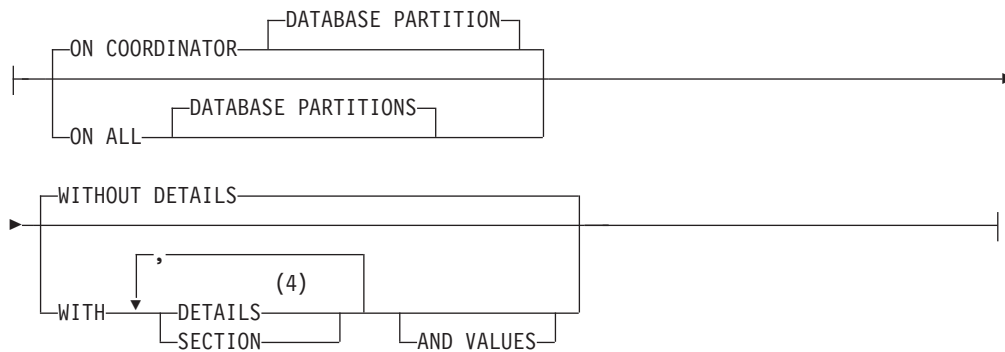 DATABASE PARTITION
ON COORDINATOR
DATABASE PARTITIONS
ON ALL
WITHOUT DETAILS
,
(4)
WITH DETAILS
SECTION AND VALUES